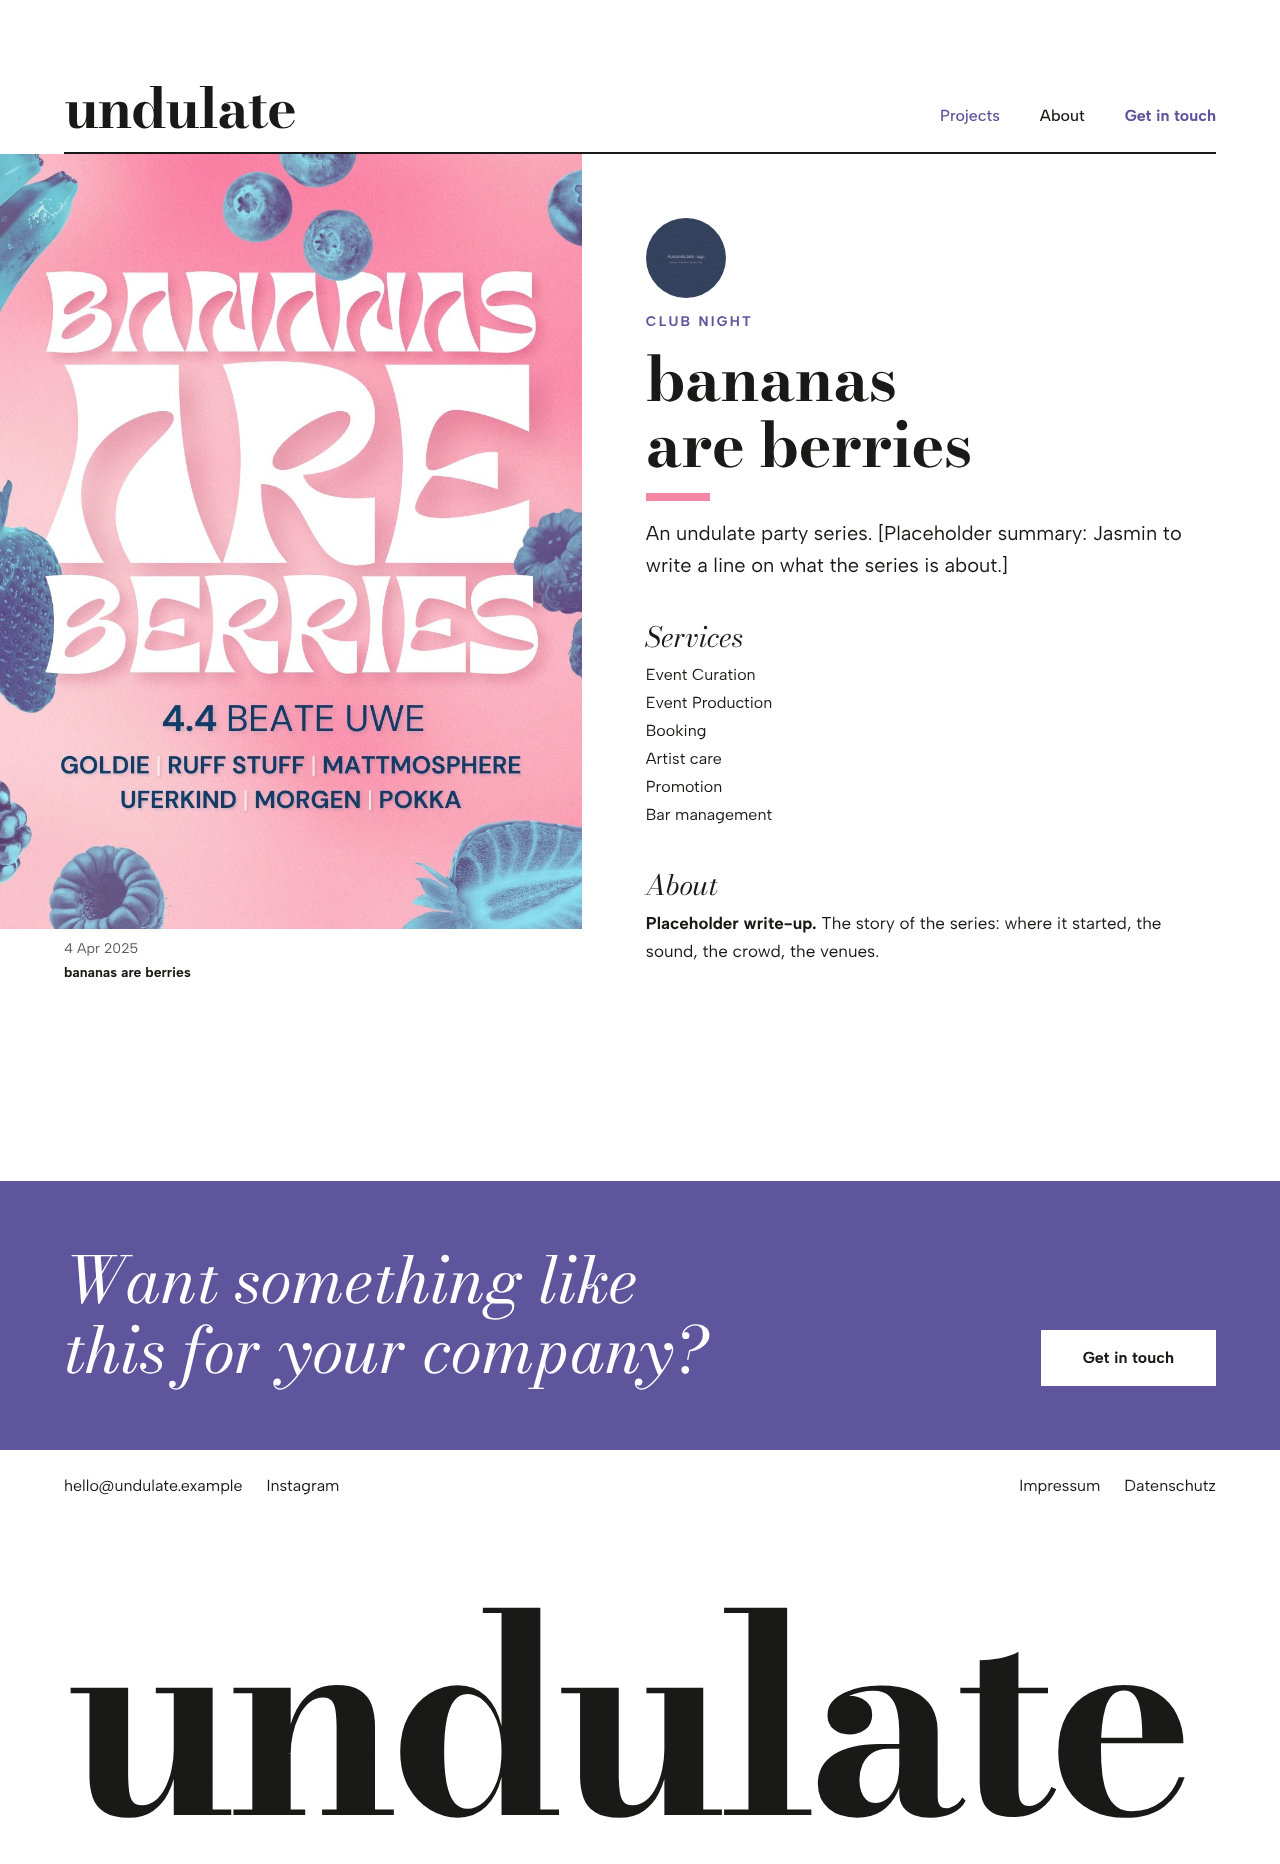 undulate
Projects About Get in touch
BANANAS
ARE
BERRIES
4.4 BEATE UWE
GOLDIE | RUFF STUFF | MATTMOSPHERE
UFERKIND | MORGEN | POKKA
4 Apr 2025
bananas are berries
CLUB NIGHT
bananas
are berries
An undulate party series. [Placeholder summary: Jasmin to
write a line on what the series is about.]
Services
Event Curation
Event Production
Booking
Artist care
Promotion
Bar management
About
Placeholder write-up. The story of the series: where it started, the
sound, the crowd, the venues.
Want something like
this for your company?
Get in touch
hello@undulate.example Instagram
Impressum Datenschutz
undulate